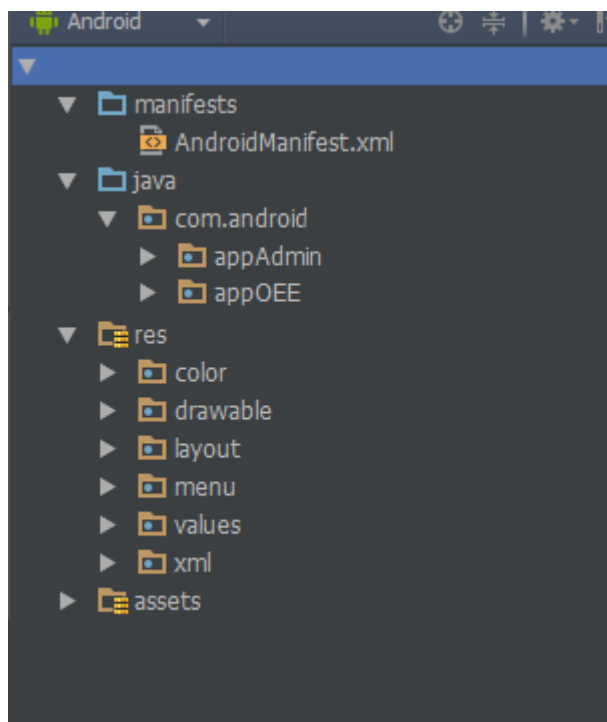 Android
manifests
AndroidManifest.xml
java
com.android
appAdmin
appOEE
res
color
drawable
layout
menu
values
xml
assets